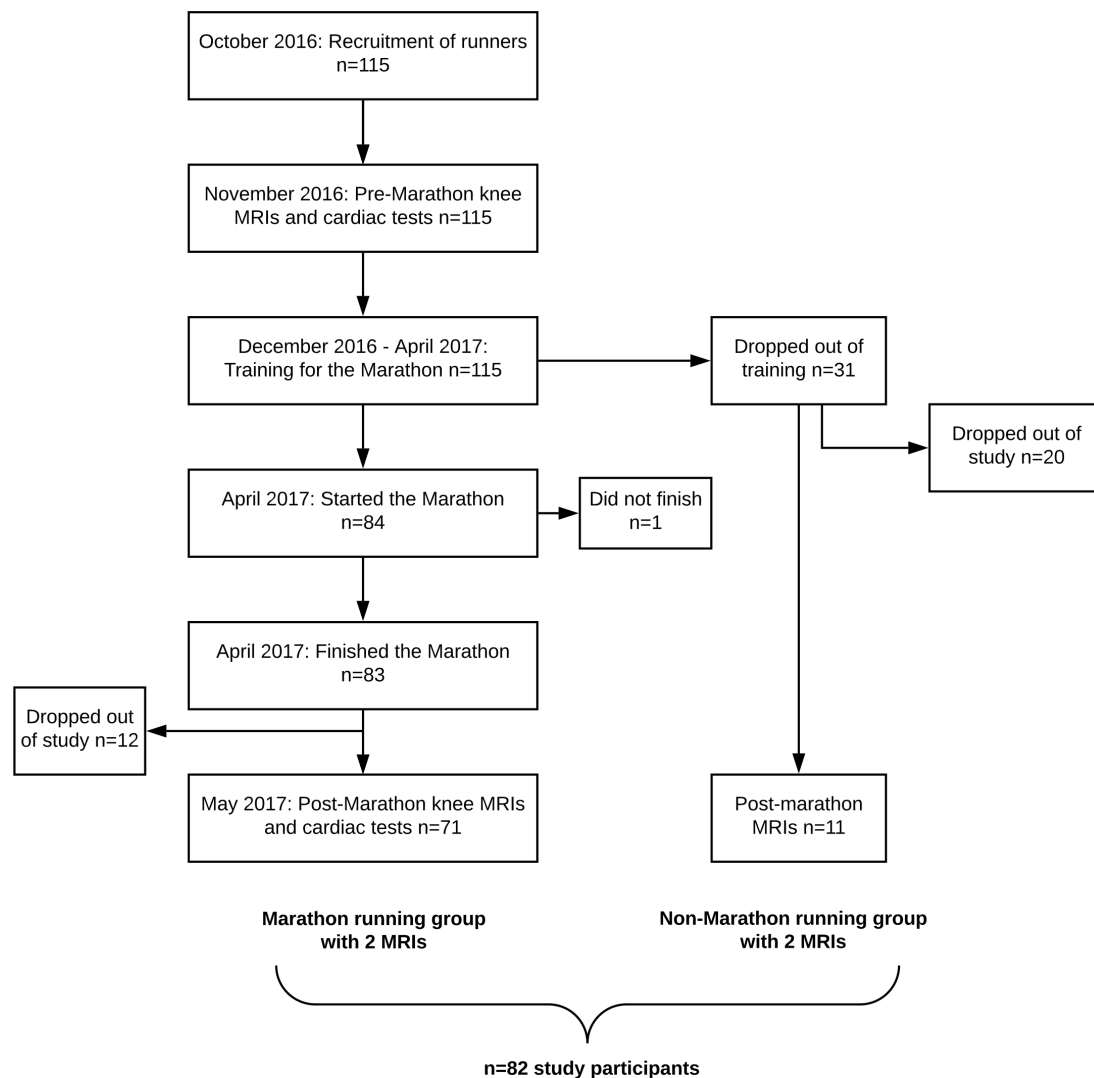 October 2016: Recruitment of runners
n=115
November 2016: Pre-Marathon knee
MRIs and cardiac tests n=115
December 2016 - April 2017:
Training for the Marathon n=115
Dropped out of
training n=31
Dropped out of
study n=20
April 2017: Started the Marathon
n=84
Did not finish
n=1
April 2017: Finished the Marathon
n=83
Dropped out
of study n=12
May 2017: Post-Marathon knee MRIs
and cardiac tests n=71
Post-marathon
MRIs n=11
Marathon running group
with 2 MRIs
Non-Marathon running group
with 2 MRIs
n=82 study participants